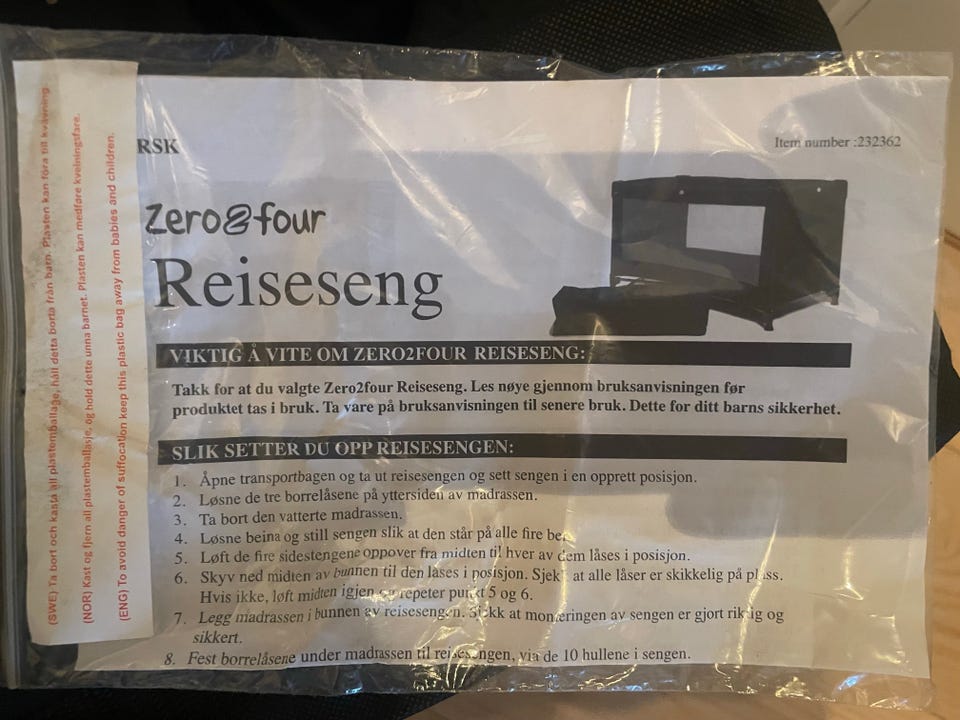 (SWE) Ta bort och kasta all plastemballage, håll detta borta från barn. Plasten kan föra till kvävning.
(NOR) Kast og fjern all plastemballasje, og hold dette unna barnet. Plasten kan medføre kvelningsfare.
(ENG) To avoid danger of suffocation keep this plastic bag away from babies and children.
RSK
Item number :232362
Zero2four
Reiseseng
VIKTIG Å VITE OM ZERO2FOUR REISESENG:
Takk for at du valgte Zero2four Reiseseng. Les nøye gjennom bruksanvisningen før
produktet tas i bruk. Ta vare på bruksanvisningen til senere bruk. Dette for ditt barns sikkerhet.
SLIK SETTER DU OPP REISESENGEN:
1. Åpne transportbagen og ta ut reisesengen og sett sengen i en opprett posisjon.
2. Løsne de tre borrelåsene på yttersiden av madrassen.
3. Ta bort den vatterte madrassen.
4. Løsne beina og still sengen slik at den står på alle fire be
5. Løft de fire sidestengene oppover fra midten til hver av dem låses i posisjon.
6. Skyv ned midten av bunnen til den låses i posisjon. Sjekk at alle låser er skikkelig på plass.
Hvis ikke, løft midten igjen og repeter punkt 5 og 6.
7. Legg madrassen i bunnen av reisesengen. Sjekk at monteringen av sengen er gjort riktig og
sikkert.
8. Fest borrelåsene under madrassen til reisesengen, via de 10 hullene i sengen.